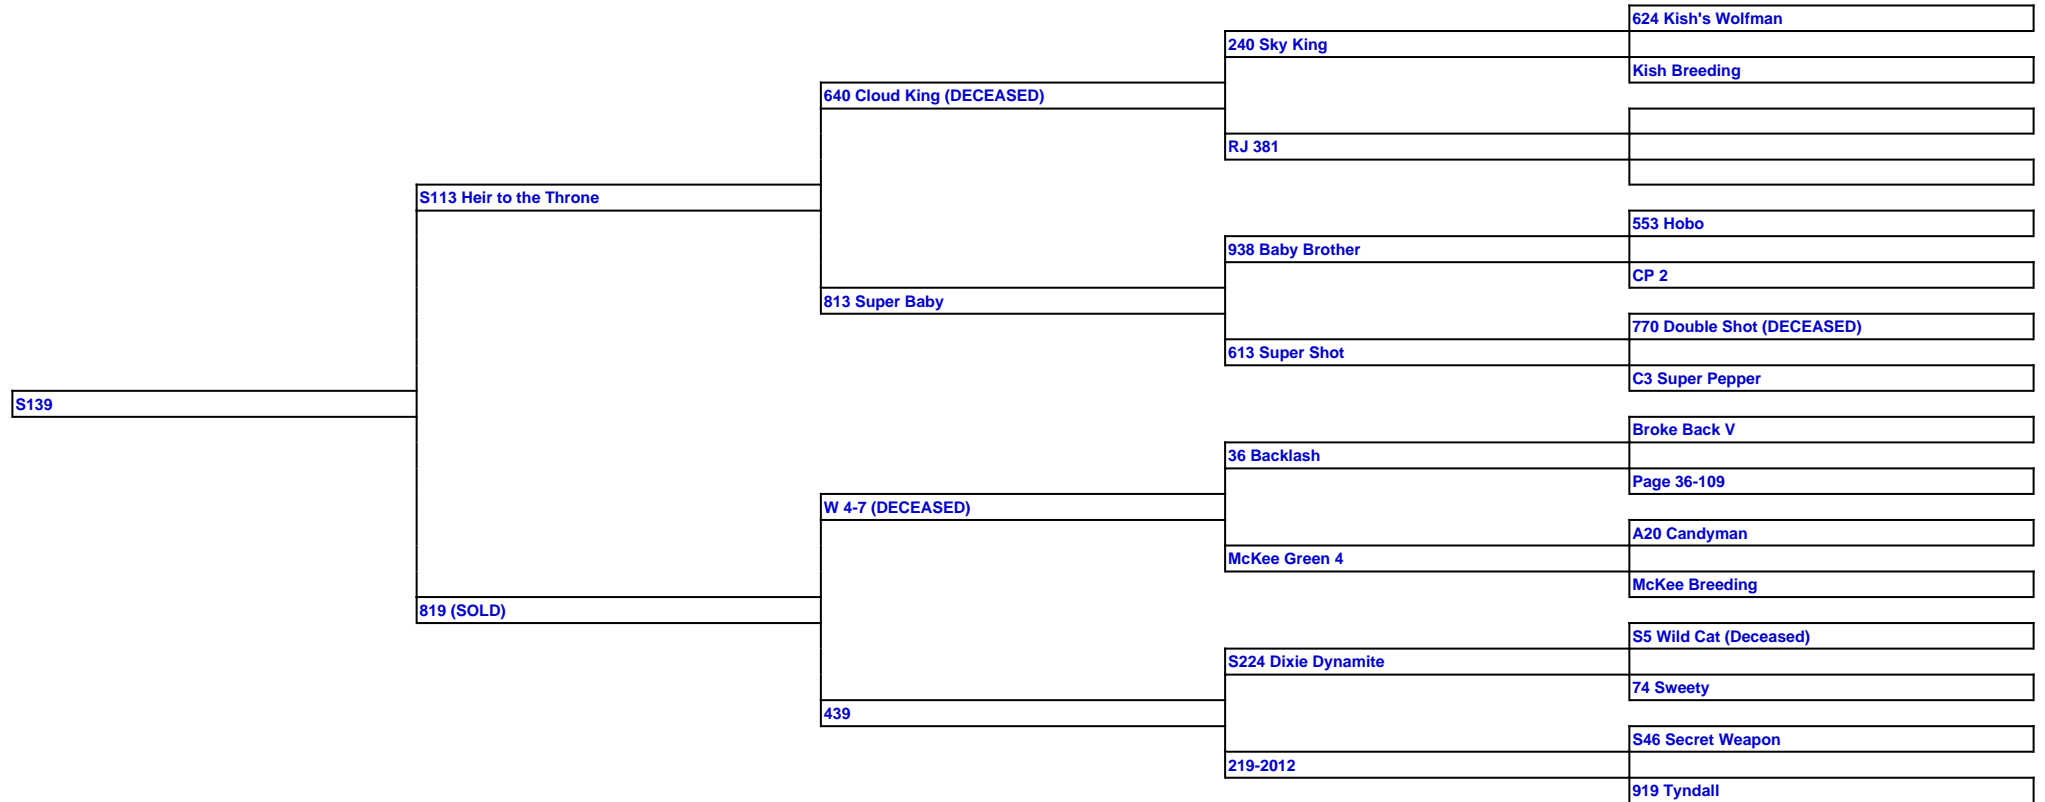 624 Kish's Wolfman
240 Sky King
Kish Breeding
640 Cloud King (DECEASED)
RJ 381
S113 Heir to the Throne
553 Hobo
938 Baby Brother
CP 2
813 Super Baby
770 Double Shot (DECEASED)
613 Super Shot
C3 Super Pepper
S139
Broke Back V
36 Backlash
Page 36-109
W 4-7 (DECEASED)
A20 Candyman
McKee Green 4
McKee Breeding
819 (SOLD)
S5 Wild Cat (Deceased)
S224 Dixie Dynamite
74 Sweety
439
S46 Secret Weapon
219-2012
919 Tyndall